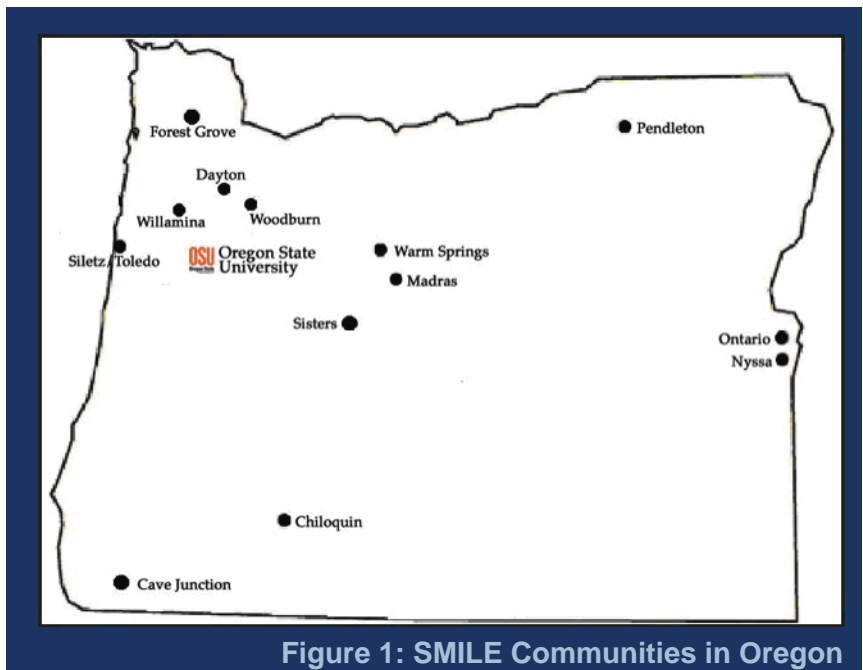 Forest Grove
Pendleton
Dayton
Willamina
Woodburn
Siletz/Toledo
OSU
Oregon State
University
Warm Springs
Madras
Sisters
Ontario
Nyssa
Chiloquin
Cave Junction
Figure 1: SMILE Communities in Oregon